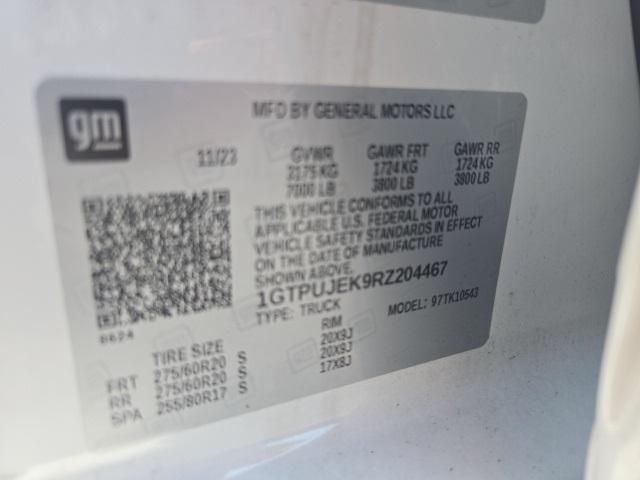 gm
MFD BY GENERAL MOTORS LLC
11/23 GVWR GAWR FRT GAWR RR
3175 KG 1724 KG 1724 KG
7000 LB 3800 LB 3800 LB
THIS VEHICLE CONFORMS TO ALL
APPLICABLE U.S. FEDERAL MOTOR
VEHICLE SAFETY STANDARDS IN EFFECT
ON THE DATE OF MANUFACTURE
SHOWN ABOVE.
1GTPUJEK9RZ204467
TYPE: TRUCK MODEL: 97TK10543
8624
TIRE SIZE RIM
FRT 275/60R20 S 20X9J
RR 275/60R20 S 20X9J
SPA 255/80R17 S 17X8J